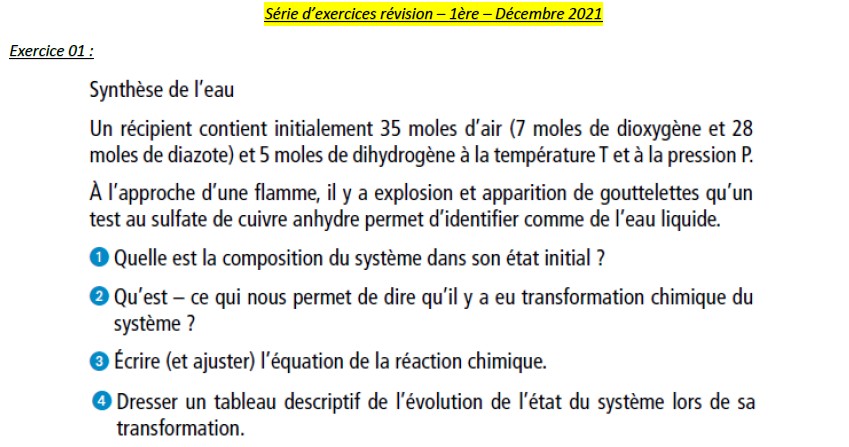 Série d'exercices révision – 1ère – Décembre 2021
Exercice 01 :
Synthèse de l'eau
Un récipient contient initialement 35 moles d'air (7 moles de dioxygène et 28
moles de diazote) et 5 moles de dihydrogène à la température T et à la pression P.
À l'approche d'une flamme, il y a explosion et apparition de gouttelettes qu'un
test au sulfate de cuivre anhydre permet d'identifier comme de l'eau liquide.
1 Quelle est la composition du système dans son état initial ?
2 Qu'est – ce qui nous permet de dire qu'il y a eu transformation chimique du
système ?
3 Écrire (et ajuster) l'équation de la réaction chimique.
4 Dresser un tableau descriptif de l'évolution de l'état du système lors de sa
transformation.